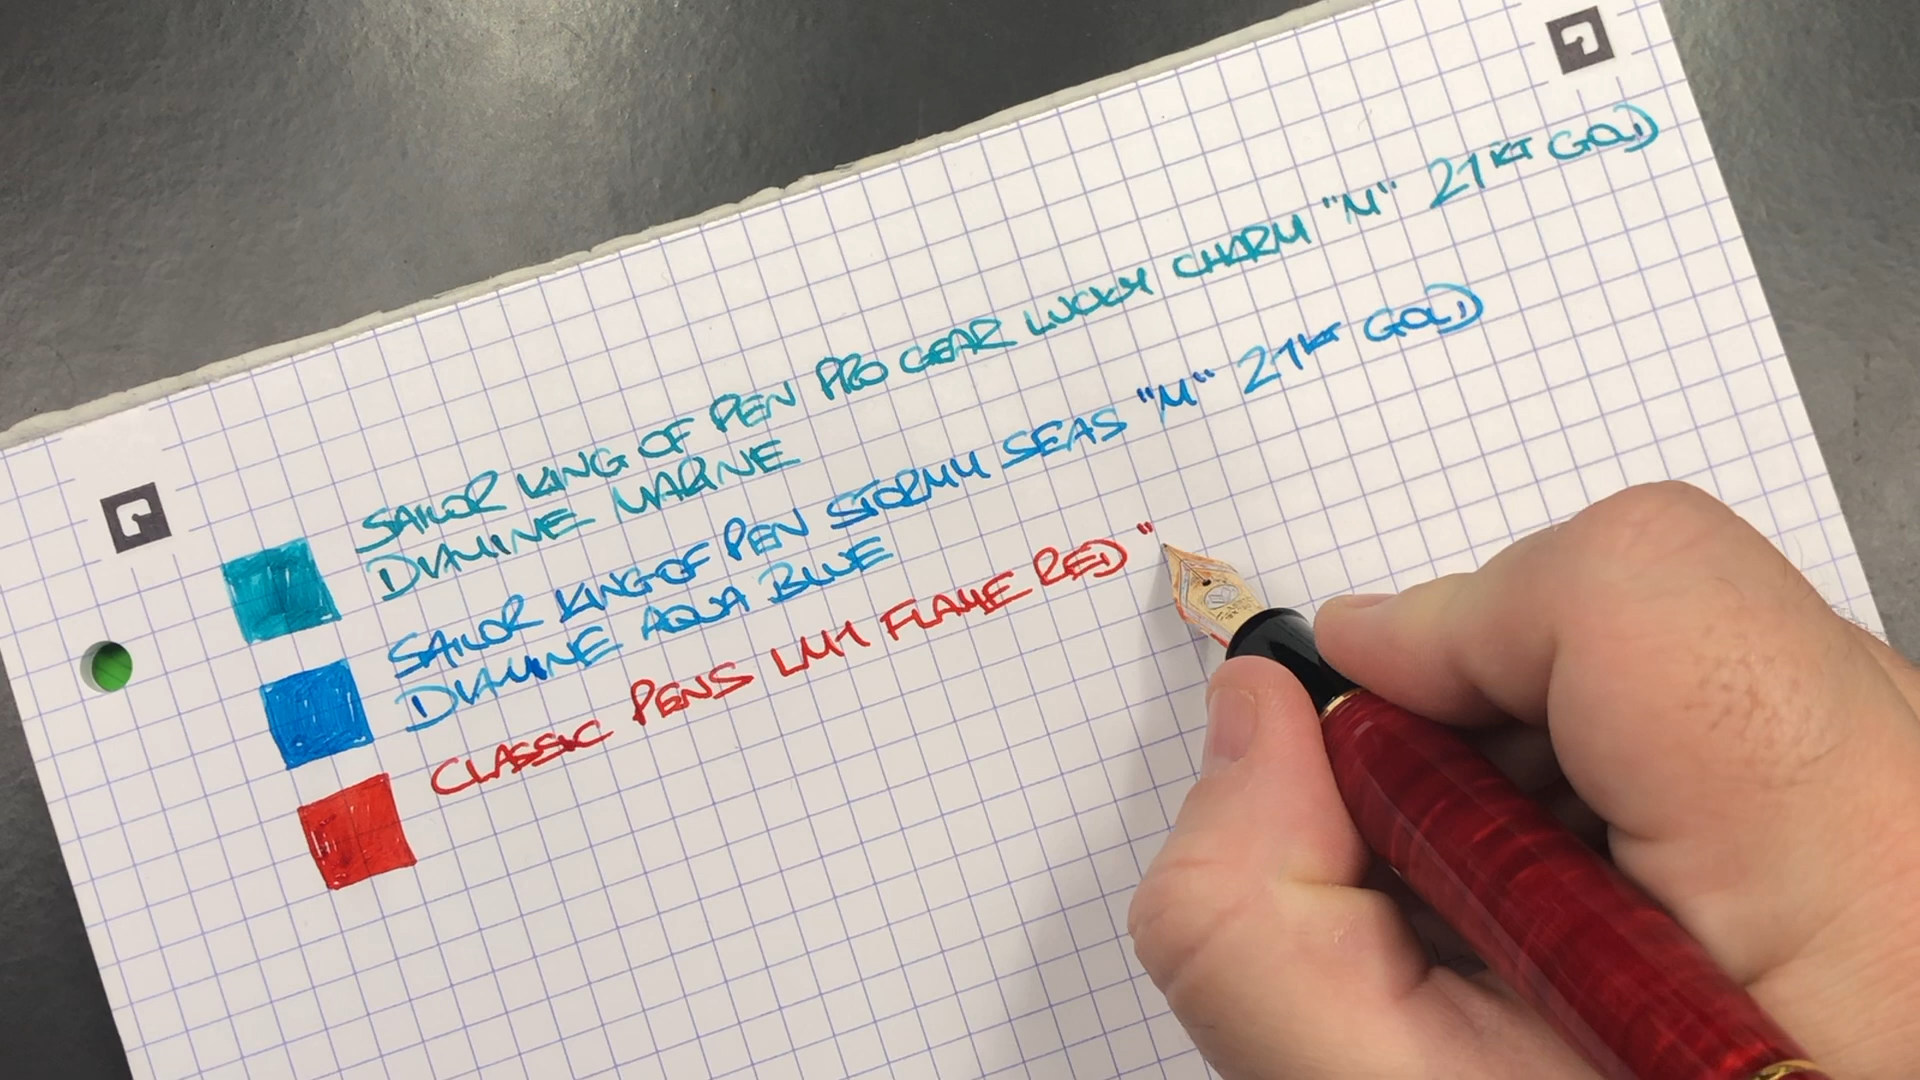 SAILOR KING OF PEN PRO GEAR LUCKY CHARM "M" 21KT GOLD
DIAMINE MARINE
SAILOR KING OF PEN STORMY SEAS "M" 21KT GOLD
DIAMINE AQUA BLUE
CLASSIC PENS LM1 FLAME RED "